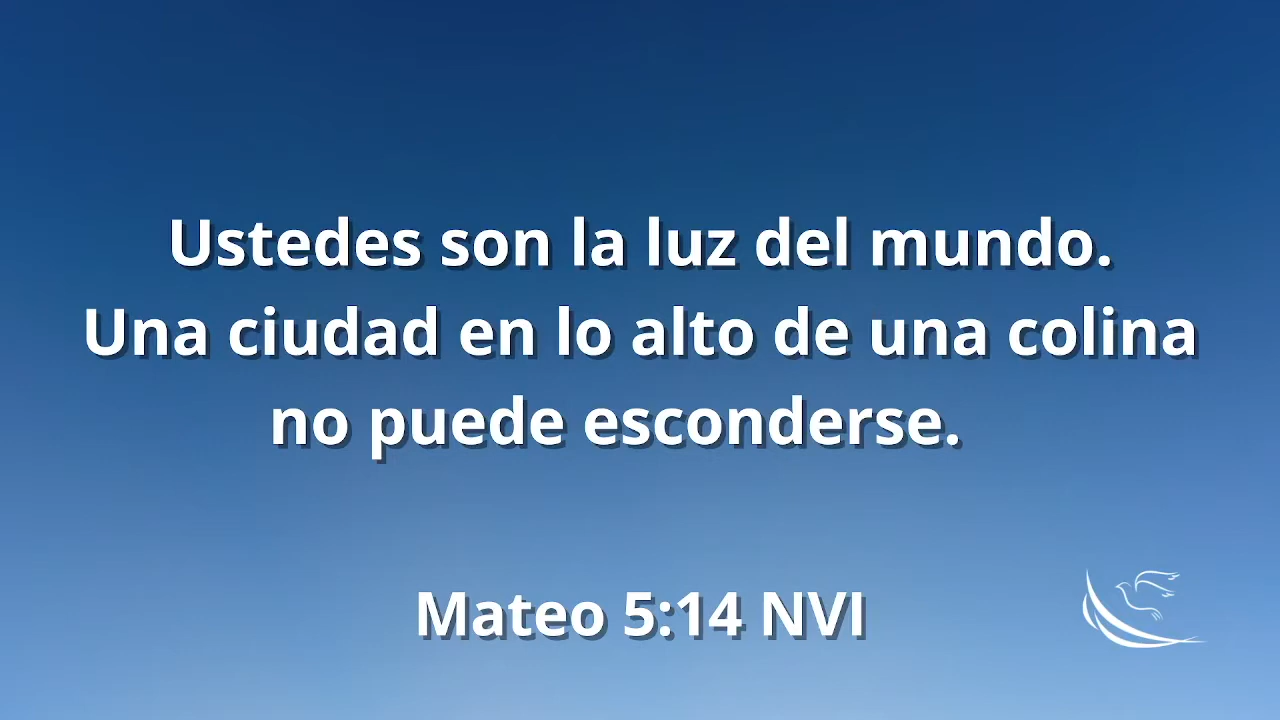 Ustedes son la luz del mundo.
Una ciudad en lo alto de una colina
no puede esconderse.
Mateo 5:14 NVI